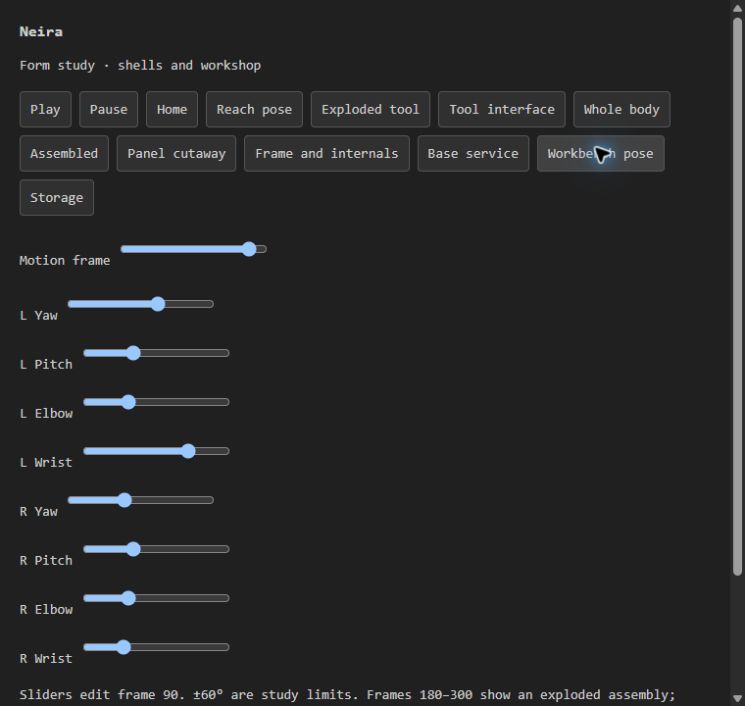 Neira
Form study · shells and workshop
Play Pause Home Reach pose Exploded tool Tool interface Whole body
Assembled Panel cutaway Frame and internals Base service Workbench pose
Storage
Motion frame
L Yaw
L Pitch
L Elbow
L Wrist
R Yaw
R Pitch
R Elbow
R Wrist
Sliders edit frame 90. ±60° are study limits. Frames 180–300 show an exploded assembly;